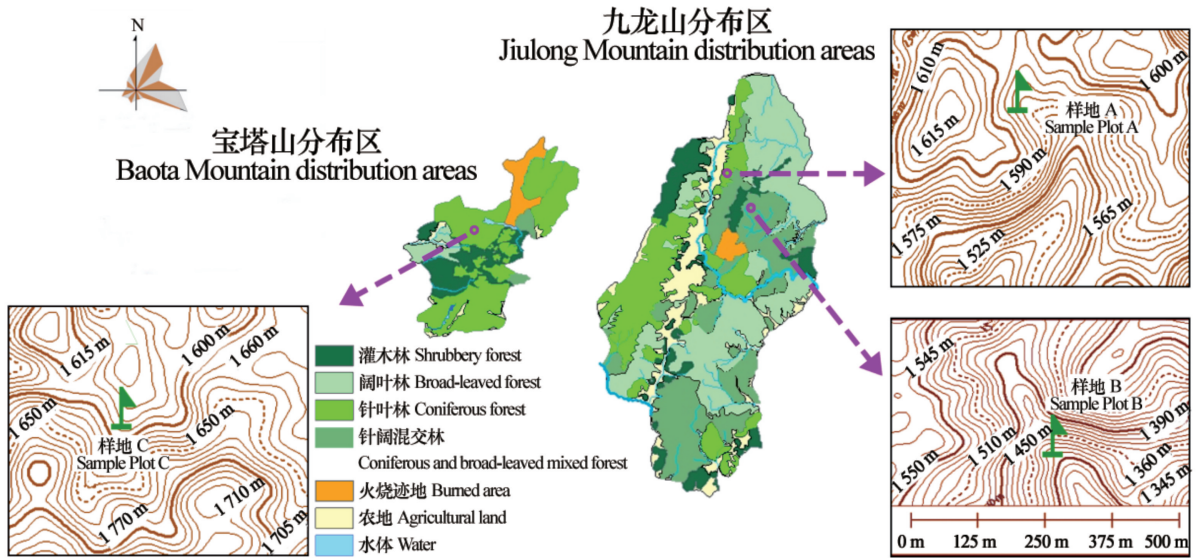 九龙山分布区
Jiulong Mountain distribution areas
N
宝塔山分布区
Baota Mountain distribution areas
1 610 m
1 600 m
样地 A
Sample Plot A
1 615 m
1 590 m
1 575 m
1 525 m
1 565 m
1 545 m
样地 B
Sample Plot B
1 390 m
1 510 m
1 450 m
1 550 m
1 360 m
1 345 m
0 m 125 m 250 m 375 m 500 m
1 615 m
1 600 m
1 660 m
1 650 m
1 650 m
样地 C
Sample Plot C
1 710 m
1 770 m
1 705 m
灌木林 Shrubbery forest
阔叶林 Broad-leaved forest
针叶林 Coniferous forest
针阔混交林
Coniferous and broad-leaved mixed forest
火烧迹地 Burned area
农地 Agricultural land
水体 Water